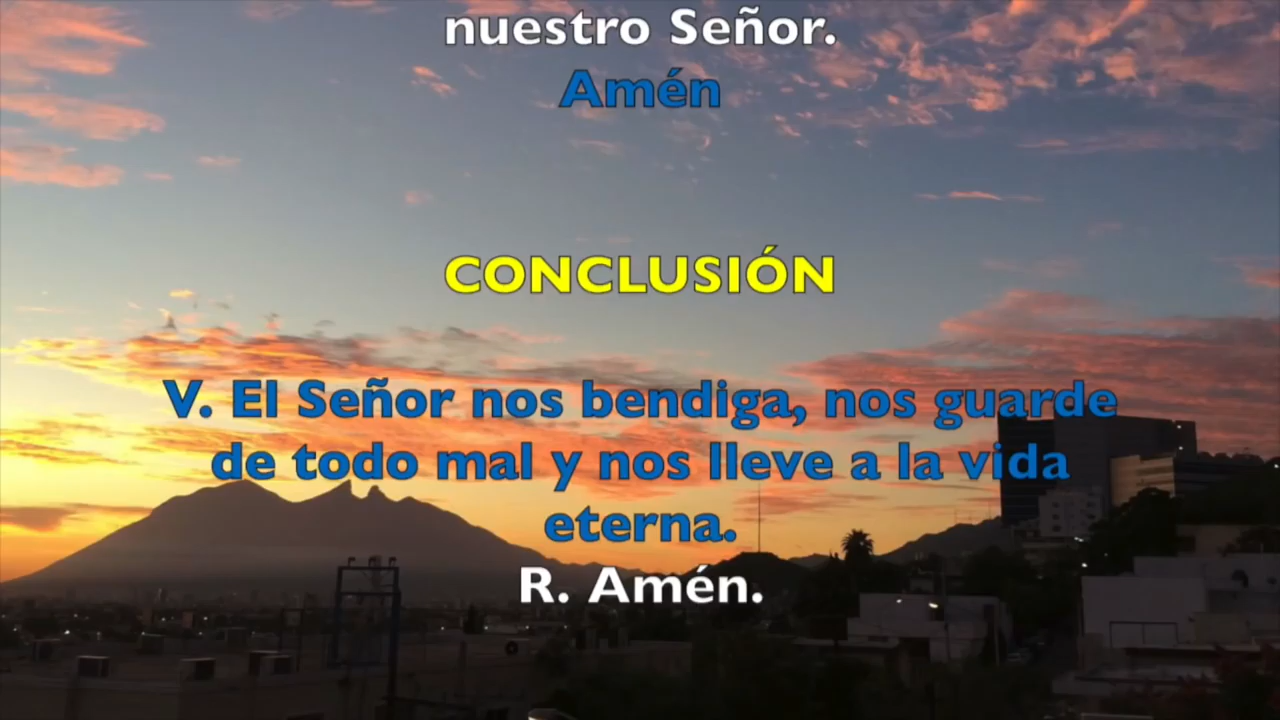 nuestro Señor.
Amén
CONCLUSIÓN
V. El Señor nos bendiga, nos guarde
de todo mal y nos lleve a la vida
eterna.
R. Amén.